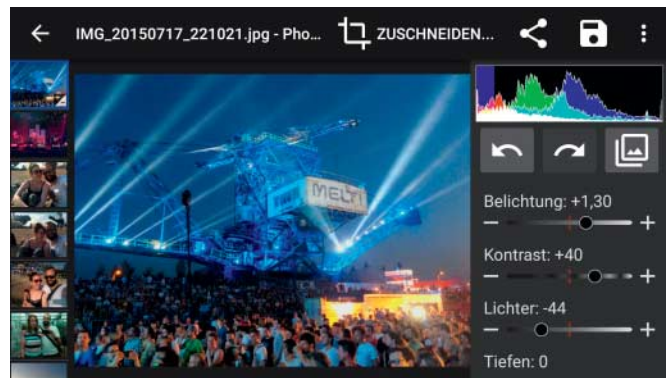 IMG_20150717_221021.jpg - Pho...
ZUSCHNEIDEN...
MELT!
Belichtung: +1,30
Kontrast: +40
Lichter: -44
Tiefen: 0